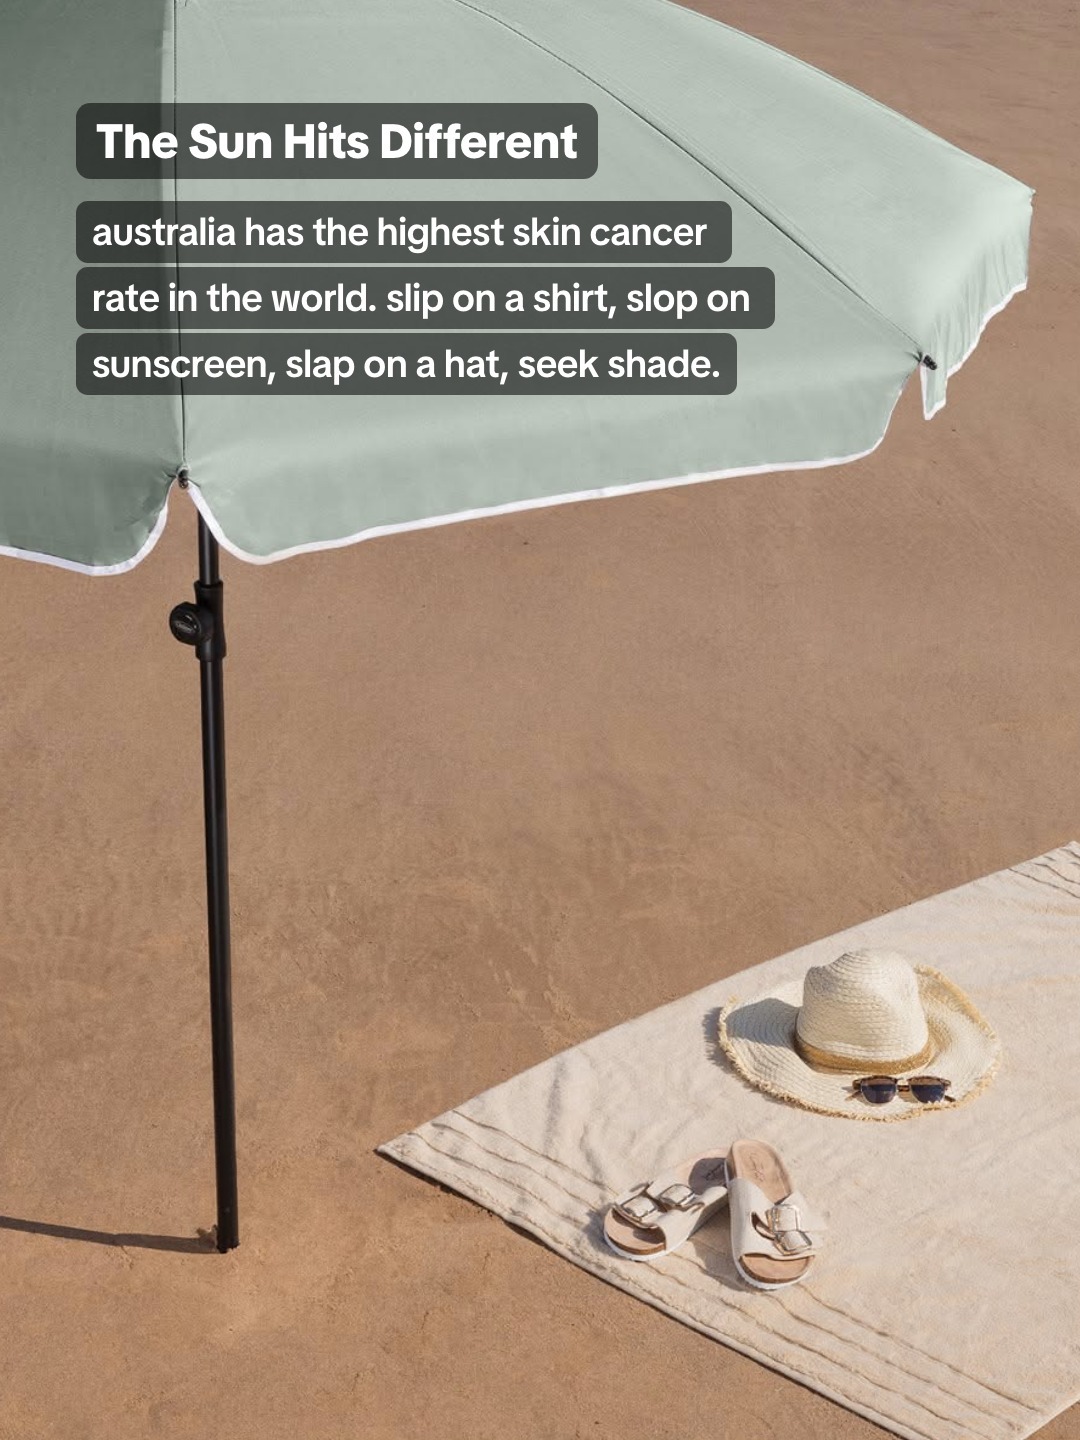 The Sun Hits Different
australia has the highest skin cancer
rate in the world. slip on a shirt, slop on
sunscreen, slap on a hat, seek shade.